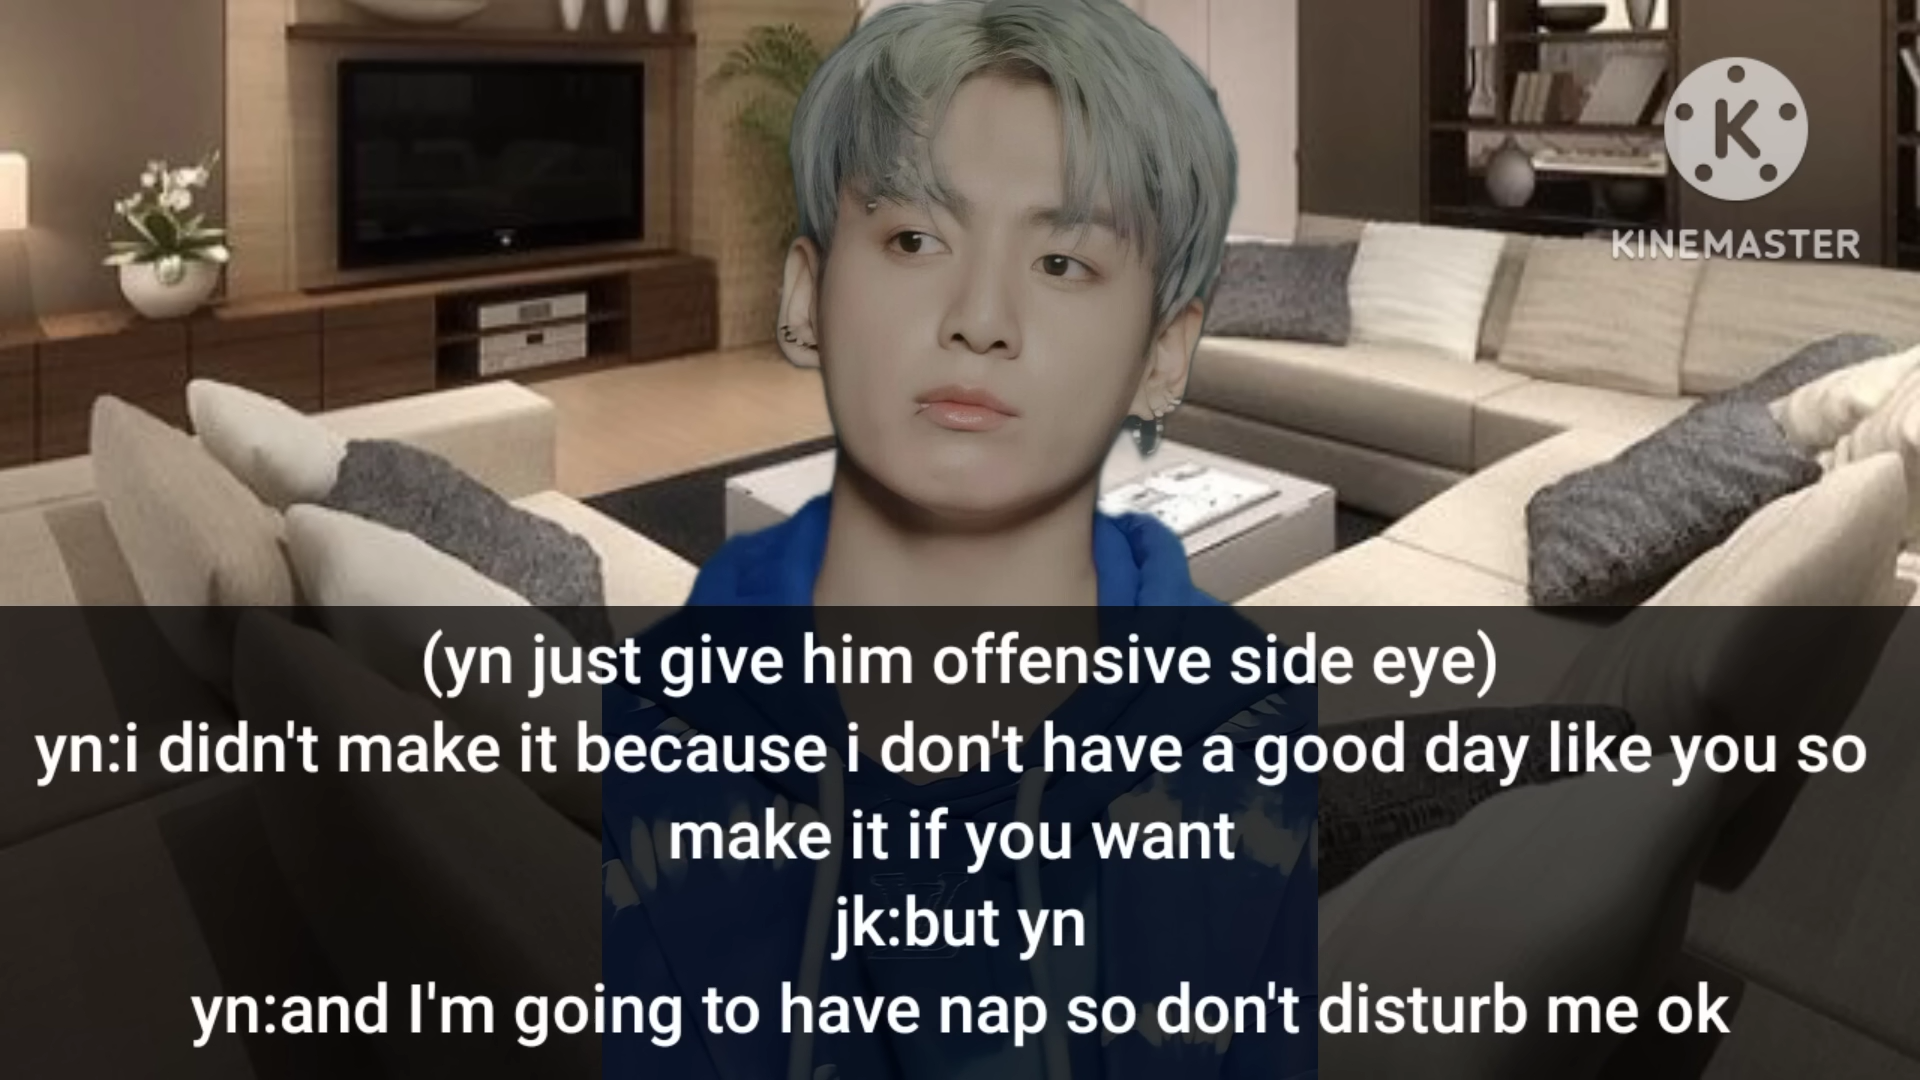 K
KINEMASTER
(yn just give him offensive side eye)
yn:i didn't make it because i don't have a good day like you so
make it if you want
jk:but yn
yn:and I'm going to have nap so don't disturb me ok